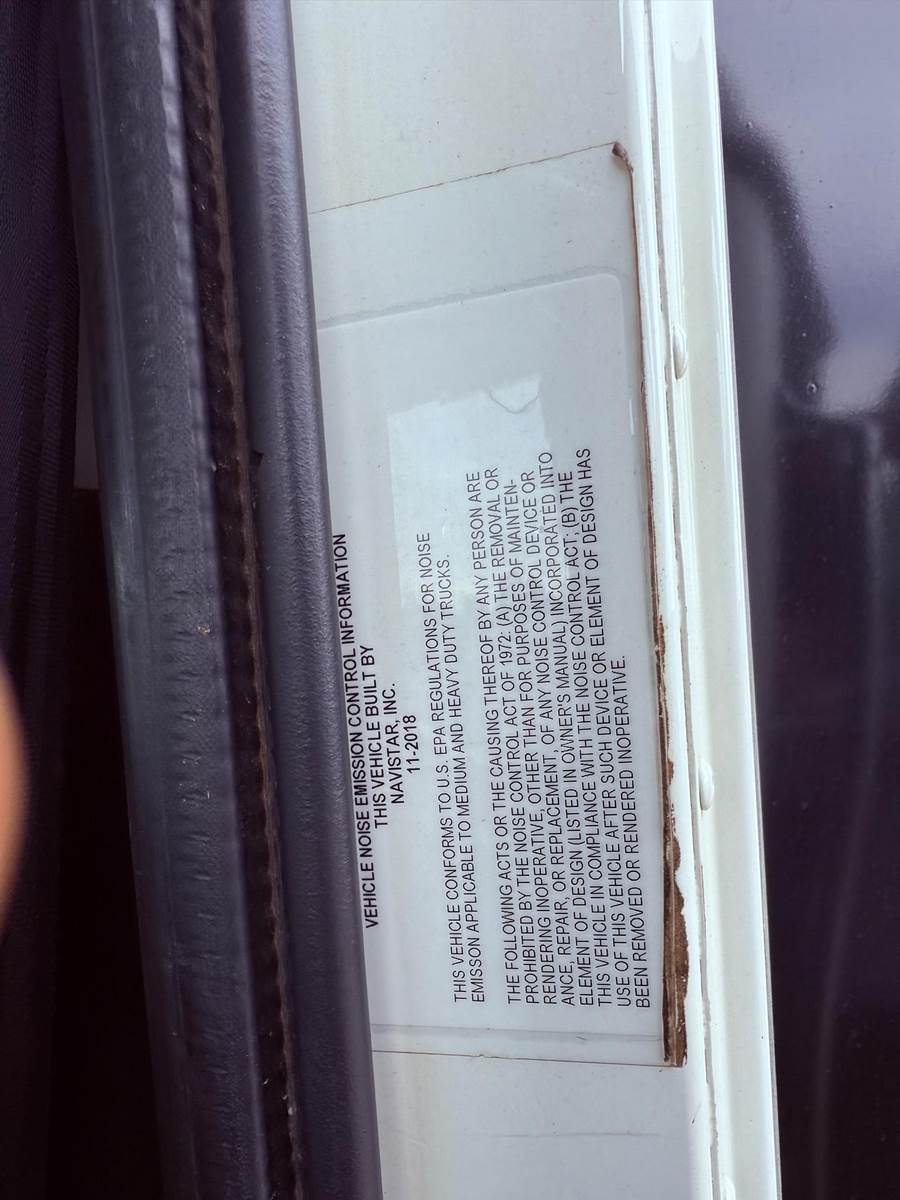 VEHICLE NOISE EMISSION CONTROL INFORMATION
THIS VEHICLE BUILT BY
NAVISTAR, INC.
11-2018
THIS VEHICLE CONFORMS TO U.S. EPA REGULATIONS FOR NOISE
EMISSON APPLICABLE TO MEDIUM AND HEAVY DUTY TRUCKS.
THE FOLLOWING ACTS OR THE CAUSING THEREOF BY ANY PERSON ARE
PROHIBITED BY THE NOISE CONTROL ACT OF 1972: (A) THE REMOVAL OR
RENDERING INOPERATIVE, OTHER THAN FOR PURPOSES OF MAINTEN-
ANCE, REPAIR, OR REPLACEMENT, OF ANY NOISE CONTROL DEVICE OR
ELEMENT OF DESIGN (LISTED IN OWNER'S MANUAL) INCORPORATED INTO
THIS VEHICLE IN COMPLIANCE WITH THE NOISE CONTROL ACT; (B) THE
USE OF THIS VEHICLE AFTER SUCH DEVICE OR ELEMENT OF DESIGN HAS
BEEN REMOVED OR RENDERED INOPERATIVE.